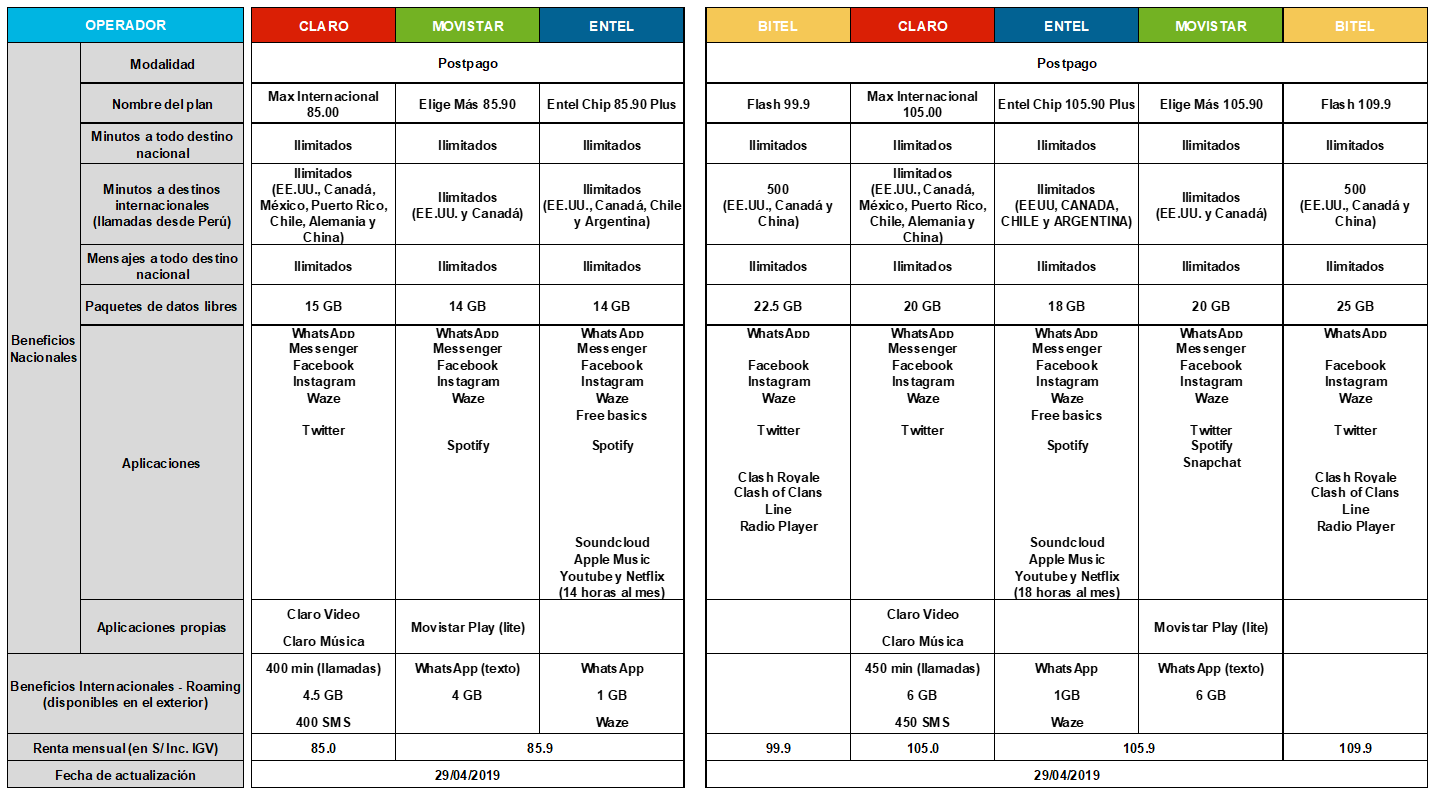 OPERADOR CLARO MOVISTAR ENTEL BITEL CLARO ENTEL MOVISTAR BITEL
Modalidad Postpago Postpago
Nombre del plan Max Internacional 85.00 Elige Más 85.90 Entel Chip 85.90 Plus Flash 99.9 Max Internacional 105.00 Entel Chip 105.90 Plus Elige Más 105.90 Flash 109.9
Minutos a todo destino nacional Ilimitados Ilimitados Ilimitados Ilimitados Ilimitados Ilimitados Ilimitados Ilimitados
Minutos a destinos internacionales (llamadas desde Perú) Ilimitados (EE.UU., Canadá, México, Puerto Rico, Chile, Alemania y China) Ilimitados (EE.UU. y Canadá) Ilimitados (EE.UU., Canadá, Chile y Argentina) 500 (EE.UU., Canadá y China) Ilimitados (EE.UU., Canadá, México, Puerto Rico, Chile, Alemania y China) Ilimitados (EEUU, CANADA, CHILE y ARGENTINA) Ilimitados (EE.UU. y Canadá) 500 (EE.UU., Canadá y China)
Mensajes a todo destino nacional Ilimitados Ilimitados Ilimitados Ilimitados Ilimitados Ilimitados Ilimitados Ilimitados
Paquetes de datos libres 15 GB 14 GB 14 GB 22.5 GB 20 GB 18 GB 20 GB 25 GB
Beneficios Nacionales
Aplicaciones
WhatsApp WhatsApp WhatsApp WhatsApp WhatsApp WhatsApp WhatsApp WhatsApp
Messenger Messenger Messenger Messenger Messenger Messenger
Facebook Facebook Facebook Facebook Facebook Facebook Facebook Facebook
Instagram Instagram Instagram Instagram Instagram Instagram Instagram Instagram
Waze Waze Waze Waze Waze Waze Waze Waze
Free basics Free basics
Twitter Twitter Twitter Twitter Twitter
Spotify Spotify Spotify Spotify
Snapchat
Clash Royale Clash Royale
Clash of Clans Clash of Clans
Line Line
Radio Player Radio Player
Soundcloud Soundcloud
Apple Music Apple Music
Youtube y Netflix Youtube y Netflix
(14 horas al mes) (18 horas al mes)
Aplicaciones propias Claro Video Claro Música Movistar Play (lite) Claro Video Claro Música Movistar Play (lite)
Beneficios Internacionales - Roaming (disponibles en el exterior)
400 min (llamadas) WhatsApp (texto) WhatsApp 450 min (llamadas) WhatsApp WhatsApp (texto)
4.5 GB 4 GB 1 GB 6 GB 1GB 6 GB
400 SMS Waze 450 SMS Waze
Renta mensual (en S/ Inc. IGV) 85.0 85.9 99.9 105.0 105.9 109.9
Fecha de actualización 29/04/2019 29/04/2019